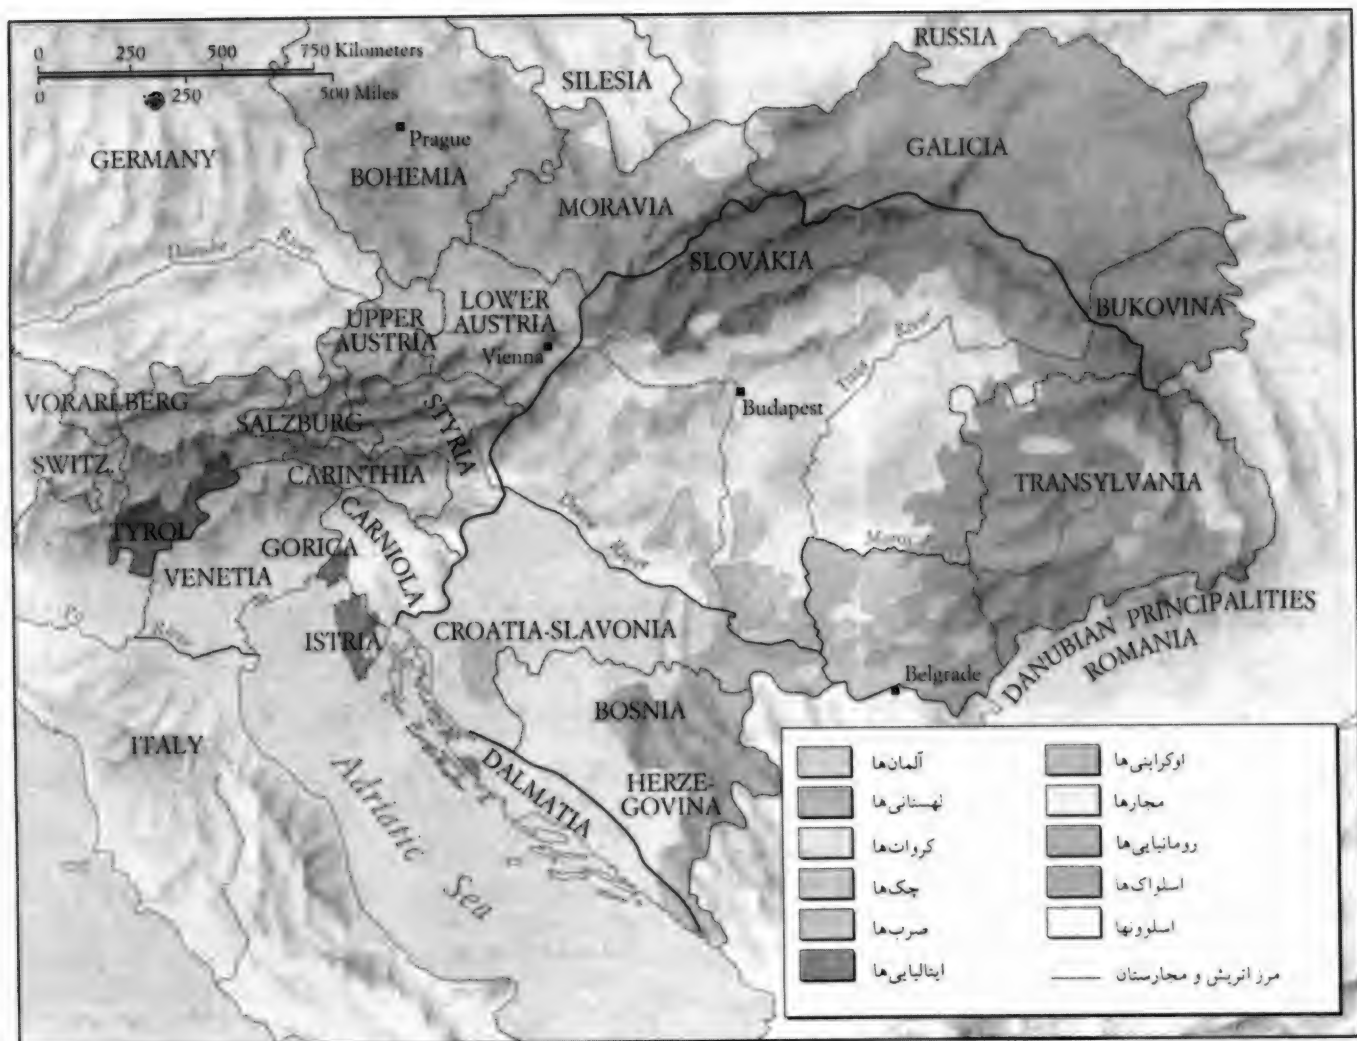 0 250 500 750 Kilometers
0 250 500 Miles
RUSSIA
SILESIA
GERMANY
Prague
BOHEMIA
GALICIA
MORAVIA
Danube River
SLOVAKIA
LOWER
AUSTRIA
UPPER
AUSTRIA
Vienna
BUKOVINA
River
Budapest
VORARLBERG
SALZBURG
STYRIA
SWITZ.
CARINTHIA
TRANSYLVANIA
TYROL
CARNIOLA
GORICA
VENETIA
Po River
ISTRIA
CROATIA-SLAVONIA
Belgrade
DANUBIAN PRINCIPALITIES
ROMANIA
BOSNIA
ITALY
DALMATIA
HERZE-
GOVINA
Adriatic Sea
آلمان‌ها
لهستانی‌ها
کروات‌ها
چک‌ها
صرب‌ها
ایتالیایی‌ها
اوکراینی‌ها
مجارها
رومانیایی‌ها
اسلواک‌ها
اسلوونها
مرز اتریش و مجارستان